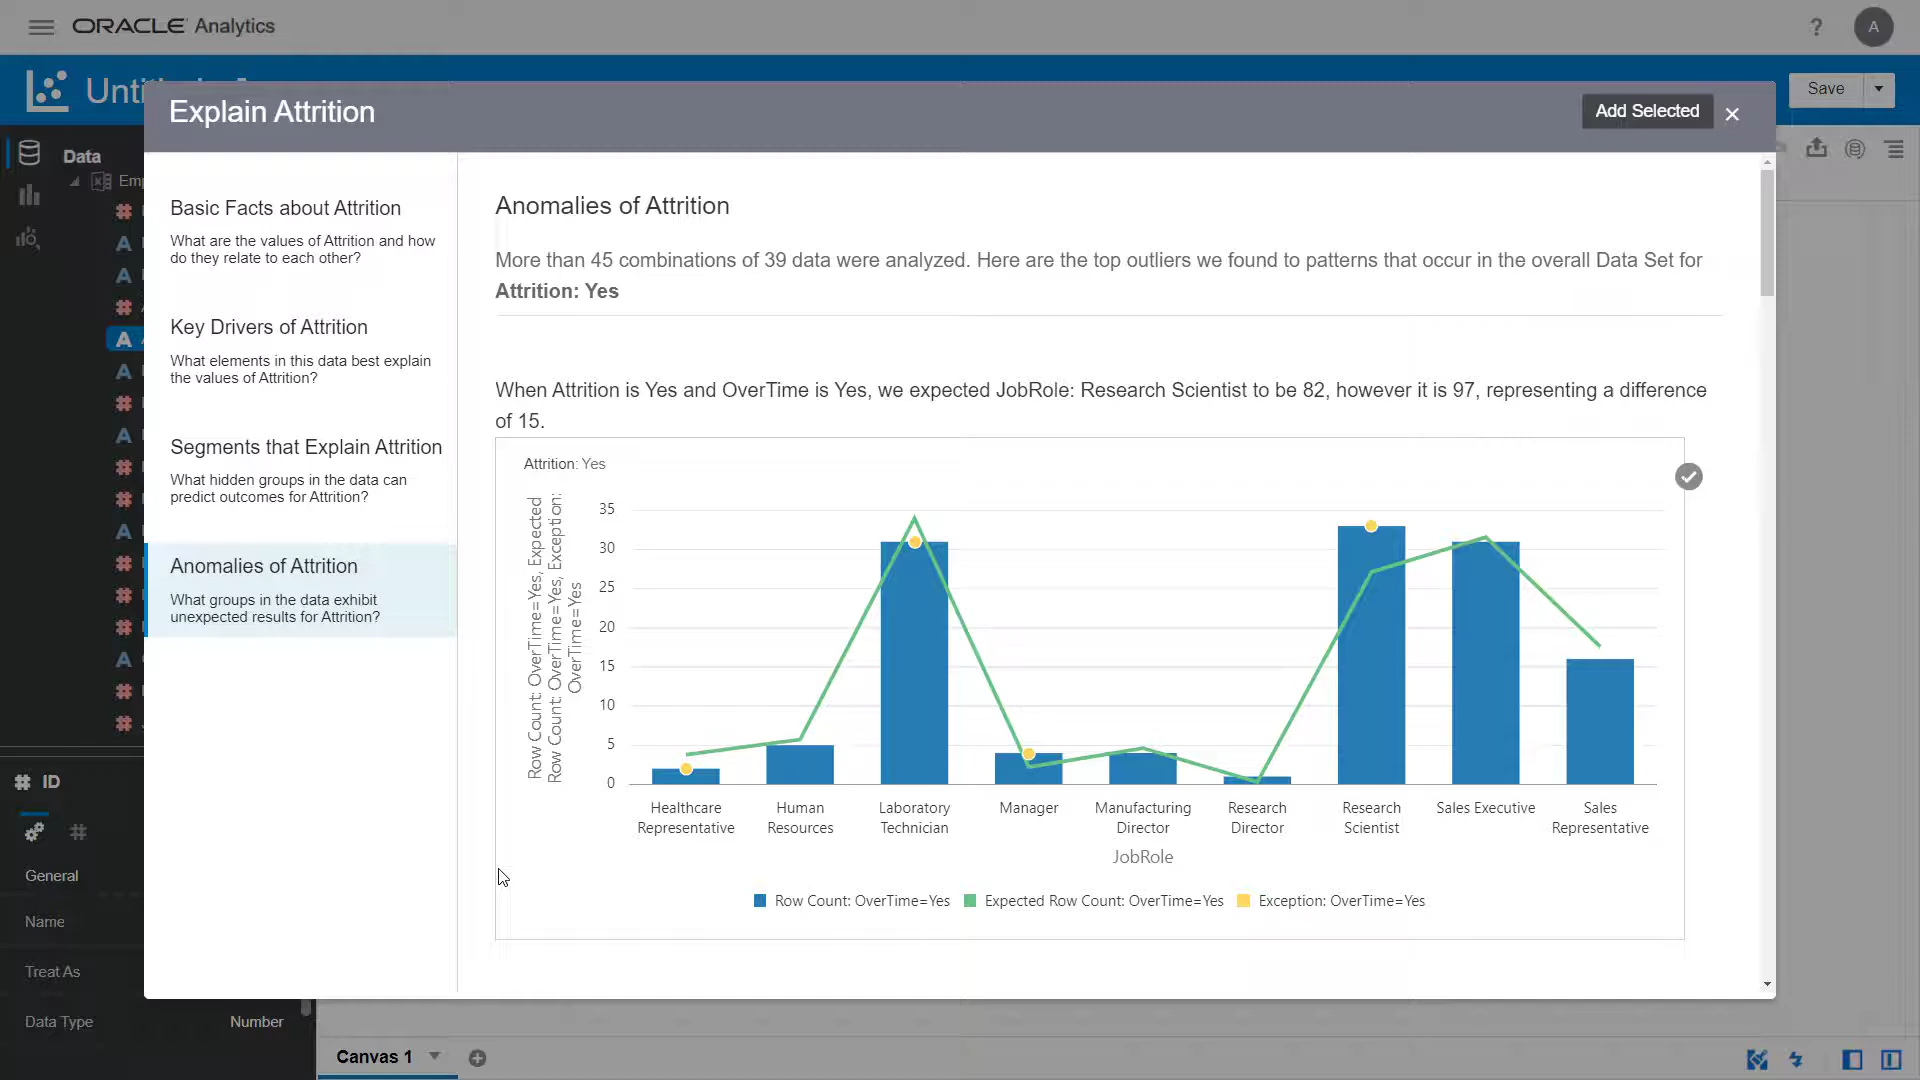 ORACLE Analytics
?
A
Save
Explain Attrition
Add Selected
Data
Basic Facts about Attrition
What are the values of Attrition and how
do they relate to each other?
Key Drivers of Attrition
What elements in this data best explain
the values of Attrition?
Segments that Explain Attrition
What hidden groups in the data can
predict outcomes for Attrition?
Anomalies of Attrition
What groups in the data exhibit
unexpected results for Attrition?
Anomalies of Attrition
More than 45 combinations of 39 data were analyzed. Here are the top outliers we found to patterns that occur in the overall Data Set for
Attrition: Yes
When Attrition is Yes and OverTime is Yes, we expected JobRole: Research Scientist to be 82, however it is 97, representing a difference
of 15.
Attrition: Yes
Row Count: OverTime=Yes, Expected
Row Count: OverTime=Yes, Exception:
OverTime=Yes
35
30
25
20
15
10
5
0
Healthcare
Representative
Human
Resources
Laboratory
Technician
Manager
Manufacturing
Director
Research
Director
Research
Scientist
Sales Executive
Sales
Representative
JobRole
Row Count: OverTime=Yes
Expected Row Count: OverTime=Yes
Exception: OverTime=Yes
# ID
General
Name
Treat As
Data Type Number
Canvas 1